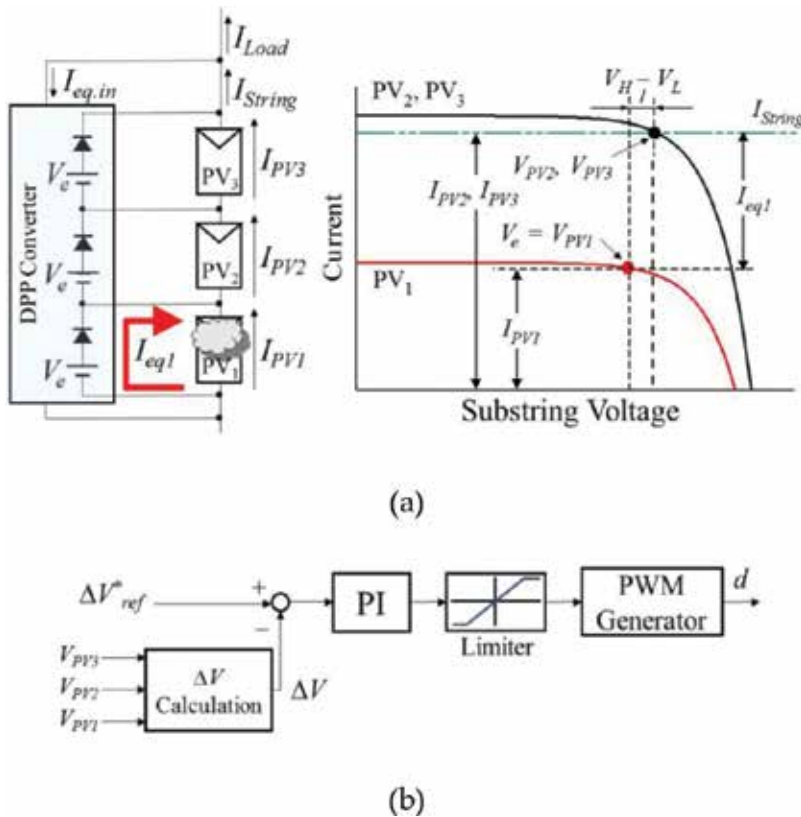 I_Load
I_eq.in
I_String
DPP Converter
V_e
V_e
V_e
PV_3
PV_2
PV_1
I_PV3
I_PV2
I_PV1
I_eq1
V_H - V_L
1
PV_2, PV_3
I_String
V_PV2, V_PV3
I_PV2, I_PV3
I_eq1
V_e = V_PV1
PV_1
I_PV1
Current
Substring Voltage
(a)
ΔV*_ref
+
−
PI
Limiter
PWM
Generator
d
V_PV3
V_PV2
V_PV1
ΔV
Calculation
ΔV
(b)